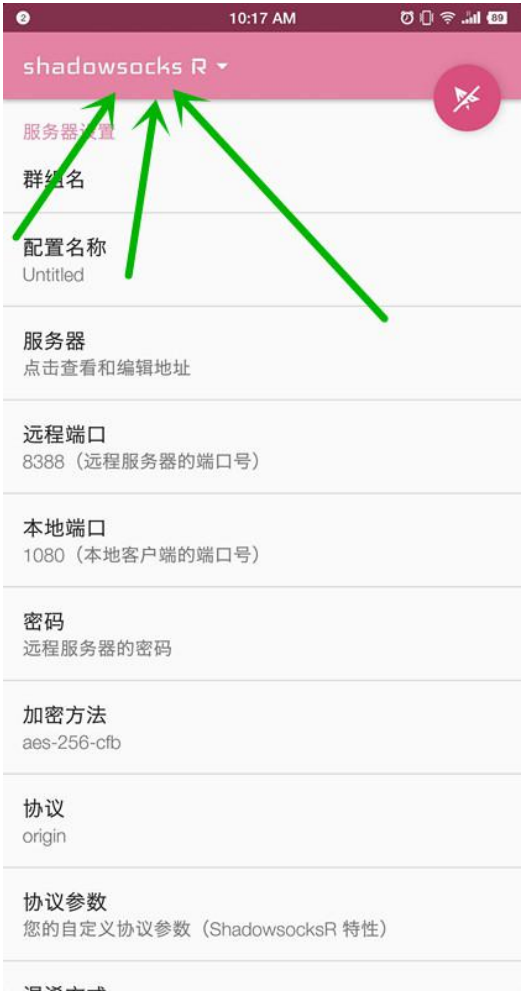 2 10:17 AM 89
shadowsocks R
服务器设置
群组名
配置名称
Untitled
服务器
点击查看和编辑地址
远程端口
8388（远程服务器的端口号）
本地端口
1080（本地客户端的端口号）
密码
远程服务器的密码
加密方法
aes-256-cfb
协议
origin
协议参数
您的自定义协议参数（ShadowsocksR 特性）